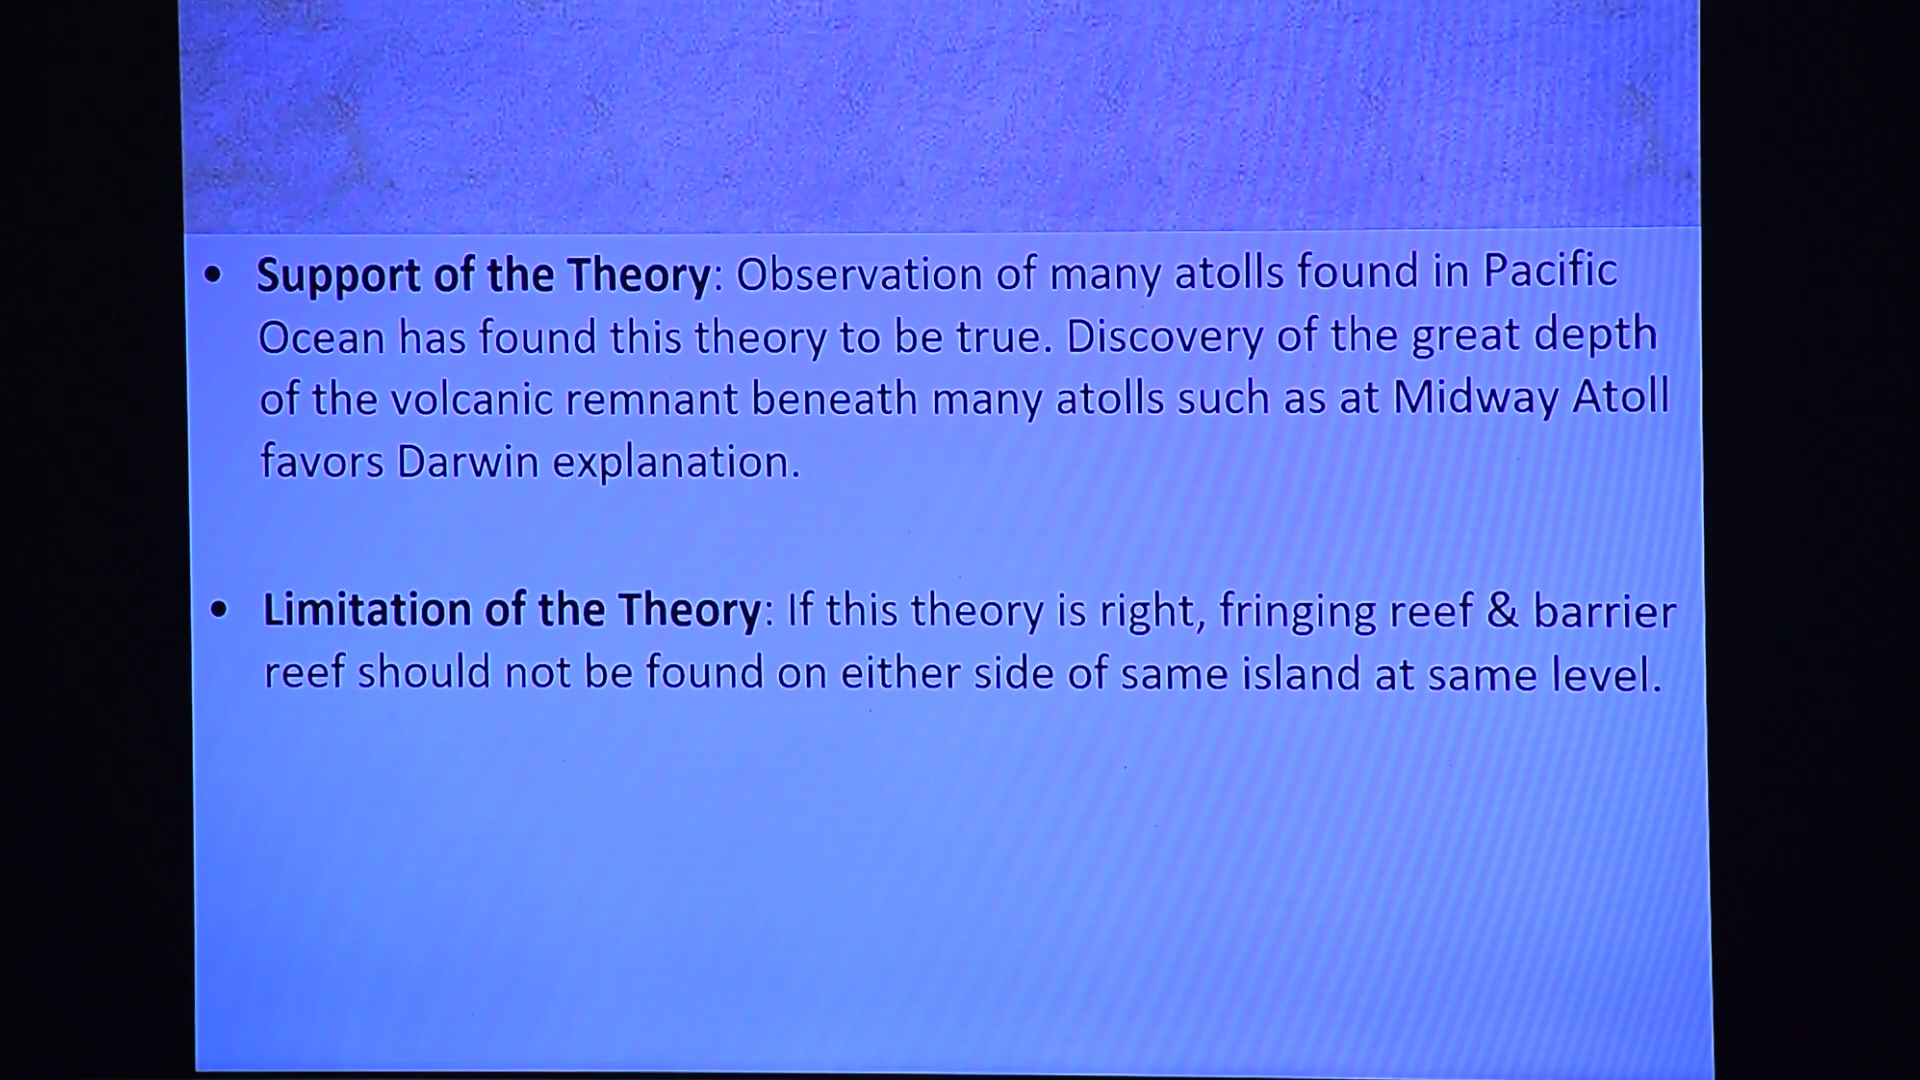 • Support of the Theory: Observation of many atolls found in Pacific
Ocean has found this theory to be true. Discovery of the great depth
of the volcanic remnant beneath many atolls such as at Midway Atoll
favors Darwin explanation.
• Limitation of the Theory: If this theory is right, fringing reef & barrier
reef should not be found on either side of same island at same level.